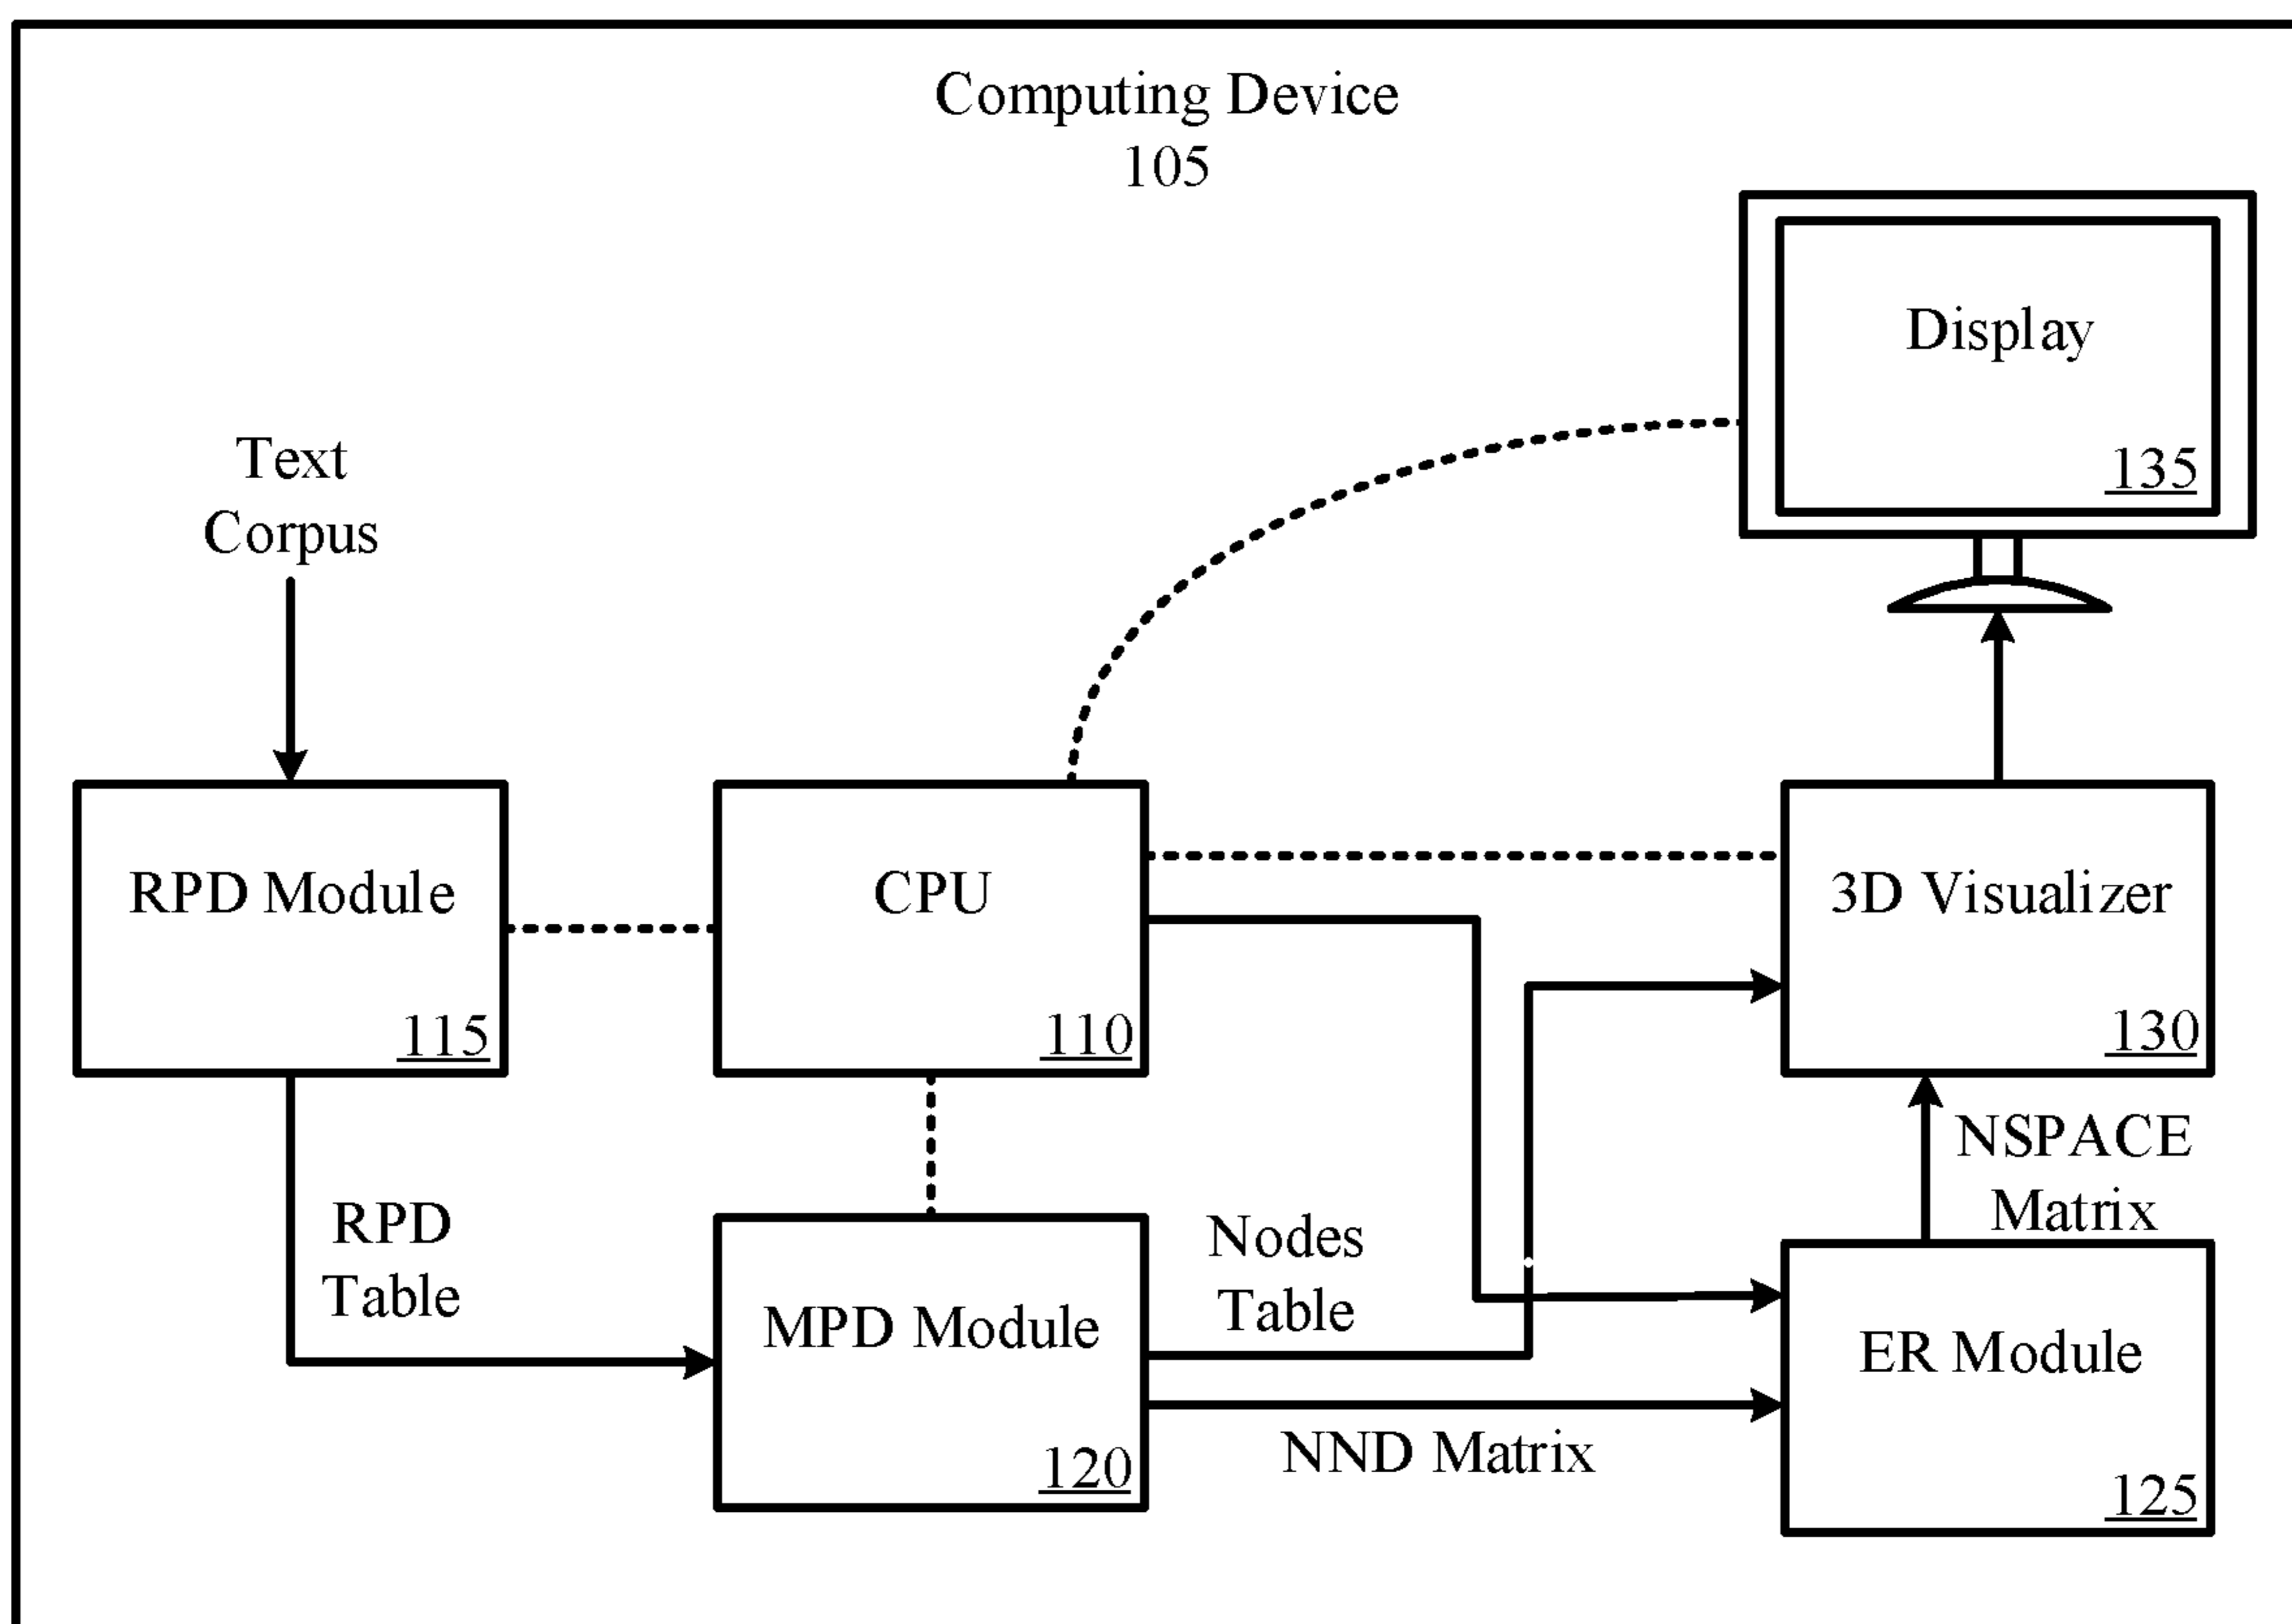 Computing Device
105
Display
135
Text
Corpus
RPD Module
115
CPU
110
3D Visualizer
130
NSPACE
Matrix
RPD
Table
MPD Module
120
Nodes
Table
NND Matrix
ER Module
125